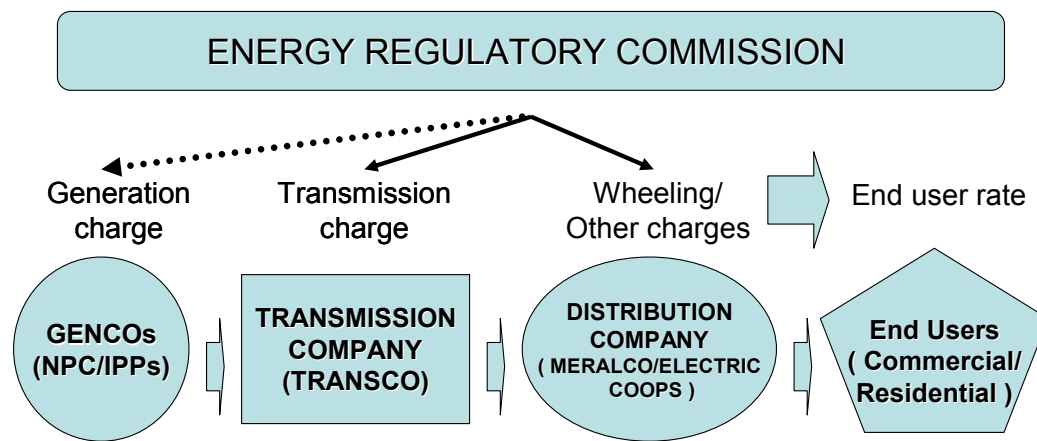 ENERGY REGULATORY COMMISSION
Generation
charge
Transmission
charge
Wheeling/
Other charges
End user rate
GENCOs
(NPC/IPPs)
TRANSMISSION
COMPANY
(TRANSCO)
DISTRIBUTION
COMPANY
( MERALCO/ELECTRIC
COOPS )
End Users
( Commercial/
Residential )